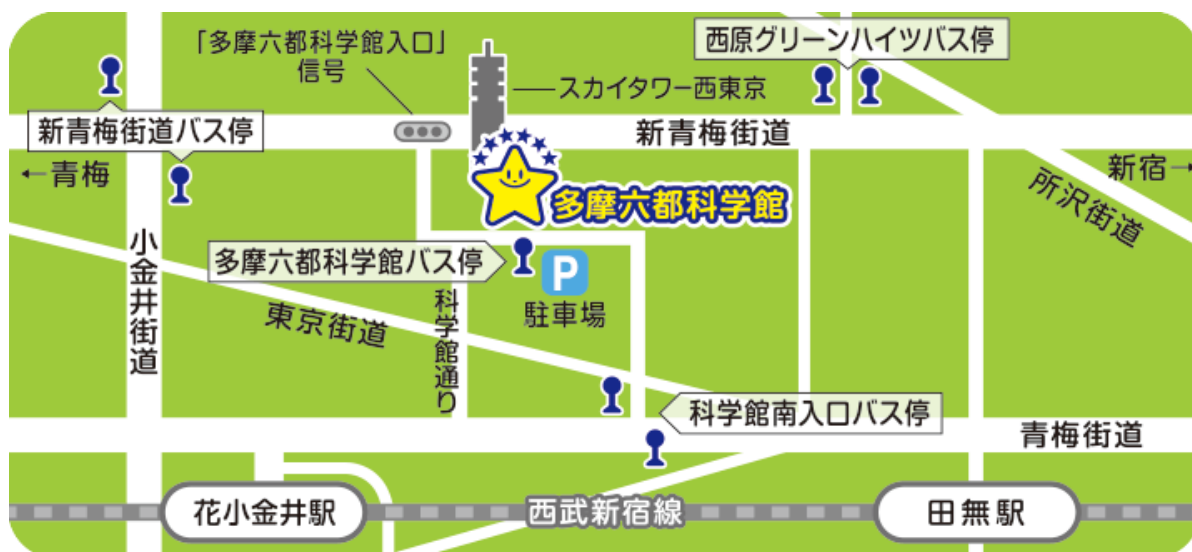 「多摩六都科学館入口」
信号
西原グリーンハイツバス停
スカイタワー西東京
新青梅街道バス停
新青梅街道
←青梅
新宿→
多摩六都科学館
所沢街道
小金井街道
多摩六都科学館バス停
P
駐車場
東京街道
科学館通り
科学館南入口バス停
青梅街道
花小金井駅
西武新宿線
田無駅